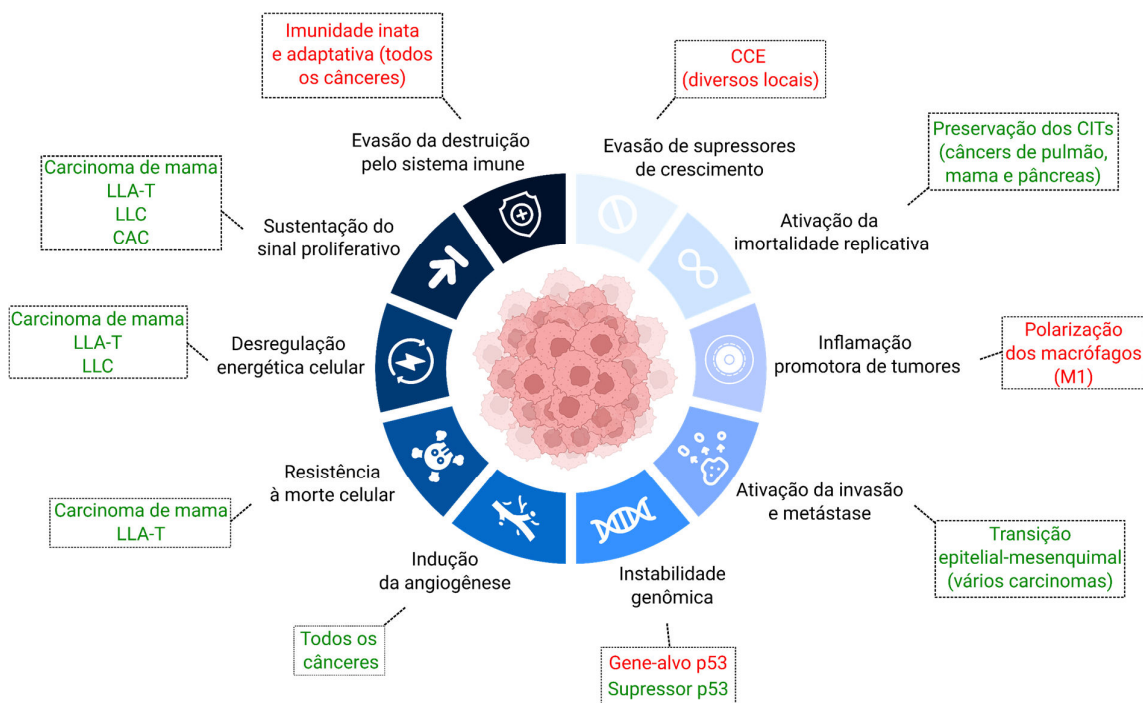 Imunidade inata
e adaptativa (todos
os cânceres)
Evasão da destruição
pelo sistema imune
CCE
(diversos locais)
Evasão de supressores
de crescimento
Preservação dos CITs
(câncers de pulmão,
mama e pâncreas)
Ativação da
imortalidade replicativa
Carcinoma de mama
LLA-T
LLC
CAC
Sustentação do
sinal proliferativo
Carcinoma de mama
LLA-T
LLC
Desregulação
energética celular
Inflamação
promotora de tumores
Polarização
dos macrófagos
(M1)
Carcinoma de mama
LLA-T
Resistência
à morte celular
Ativação da invasão
e metástase
Transição
epitelial-mesenquimal
(vários carcinomas)
Indução
da angiogênese
Todos os
cânceres
Instabilidade
genômica
Gene-alvo p53
Supressor p53